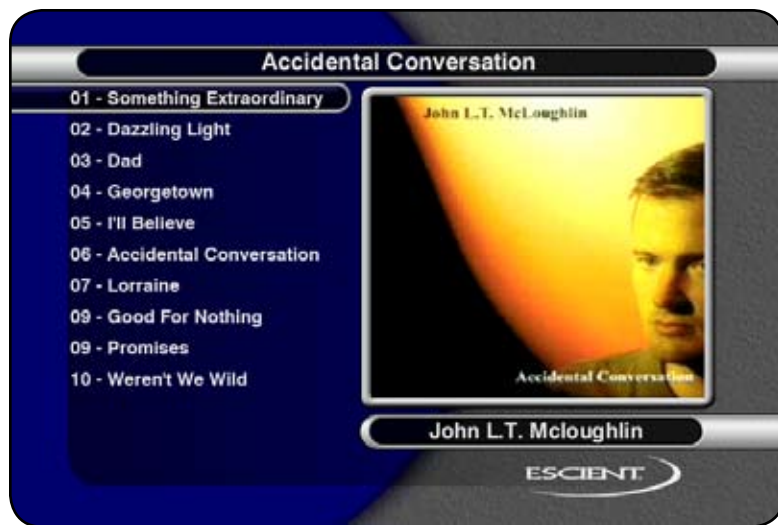 Accidental Conversation
01 - Something Extraordinary
02 - Dazzling Light
03 - Dad
04 - Georgetown
05 - I'll Believe
06 - Accidental Conversation
07 - Lorraine
09 - Good For Nothing
09 - Promises
10 - Weren't We Wild
John L.T. McLoughlin
Accidental Conversation
John L.T. Mcloughlin
ESCIENT